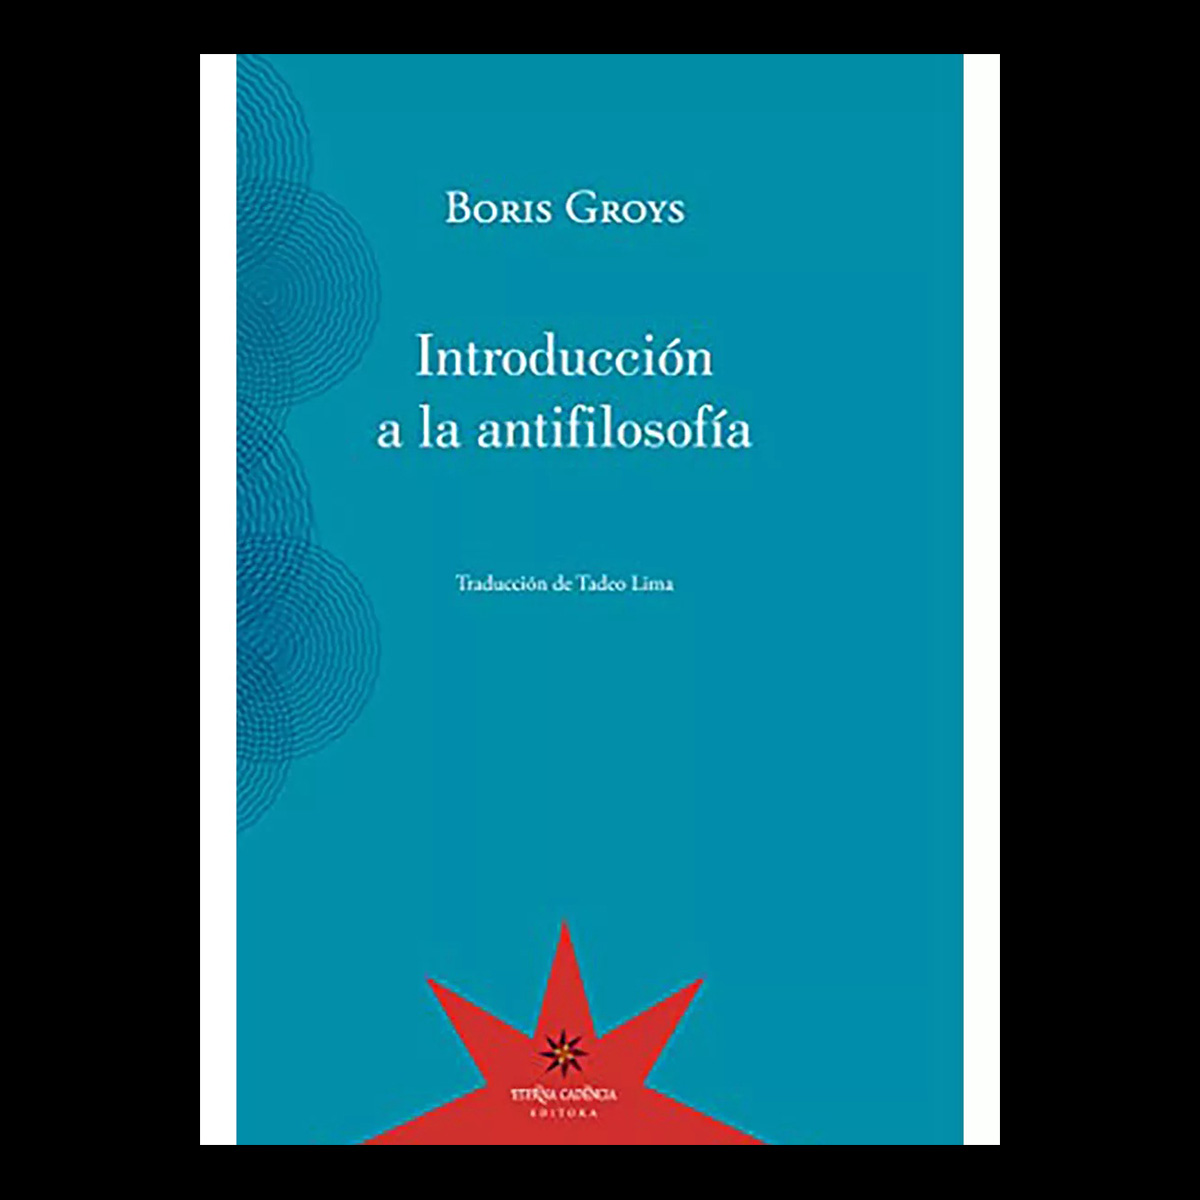 BORIS GROYS
Introducción
a la antifilosofía
Traducción de Tadeo Lima
ETERNA CADENCIA
EDITORA